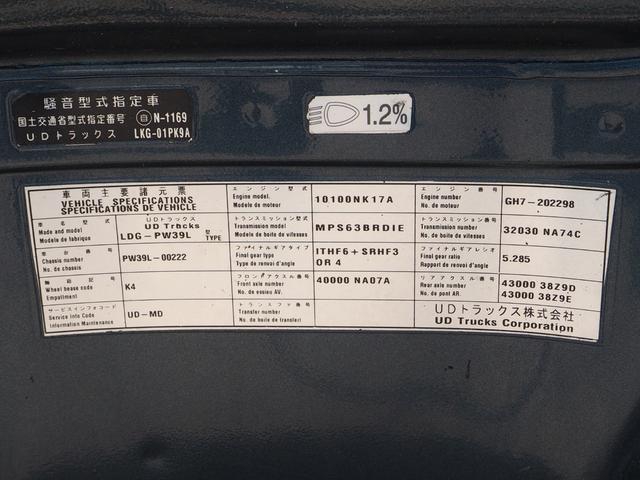 騒音型式指定車
国土交通省型式指定番号 自 N-1169
UDトラックス LKG-01PK9A
1.2%
車両主要諸元票
VEHICLE SPECIFICATIONS
SPECIFICATIONS DE VEHICLE
エンジン型式
Engine model.
Modele de moteur
10100NK17A
エンジン番号
Engine number
No. de moteur
GH7-202298
車名型式
Made and model
Modele de fabrique
UDトラックス
UD Trucks
LDG-PW39L 型 TYPE
トランスミッション型式
Transmission model
Modele de boite de vitesses
MPS63BRDIE
トランスミッション番号
Transmission number
No. de boite de vitesses
32030 NA74C
車台番号
Chassis number
No. de chassis
PW39L-00222
ファイナルギアタイプ
Final gear type
Type de renvoi d'angle
ITHF6+SRHF3
OR 4
ファイナルギアレシオ
Final gear ratio
Rapport de renvoi d'angle
5.285
軸距記号
Wheel base code
Empattment
K4
フロントアクスル番号
Front axle number
No. de essieu AV.
40000 NA07A
リアアクスル番号
Rear axle number
No. de pont AR.
43000 38Z9D
43000 38Z9E
サービスインフォコード
Service Info Code
Information Maintenance
UD-MD
トランスファ番号
Transfer number
No. de boite de transfert
UDトラックス株式会社
UD Trucks Corporation